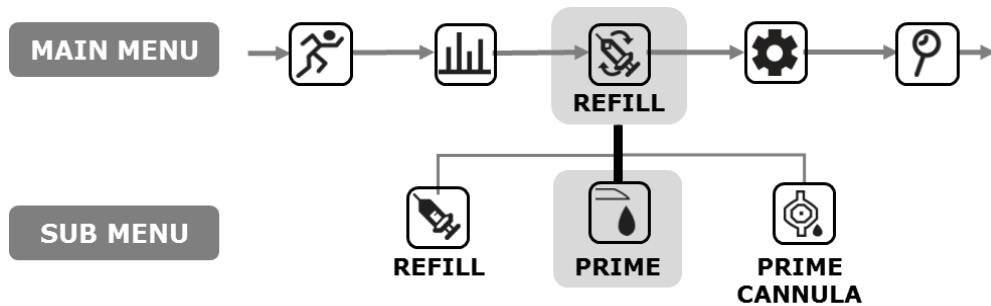 MAIN MENU
REFILL
SUB MENU
REFILL
PRIME
PRIME
CANNULA